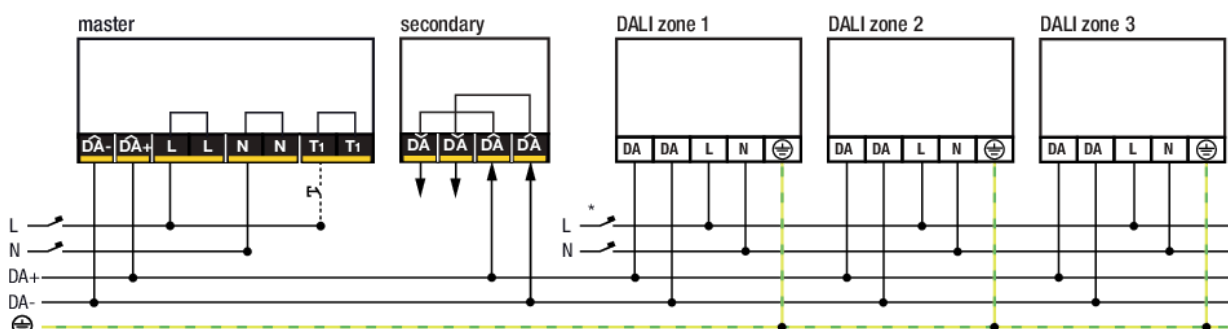 master secondary DALI zone 1 DALI zone 2 DALI zone 3
DA- DA+ L L N N T1 T1 DA DA DA DA DA DA L N DA DA L N DA DA L N
L L *
N N
DA+
DA-